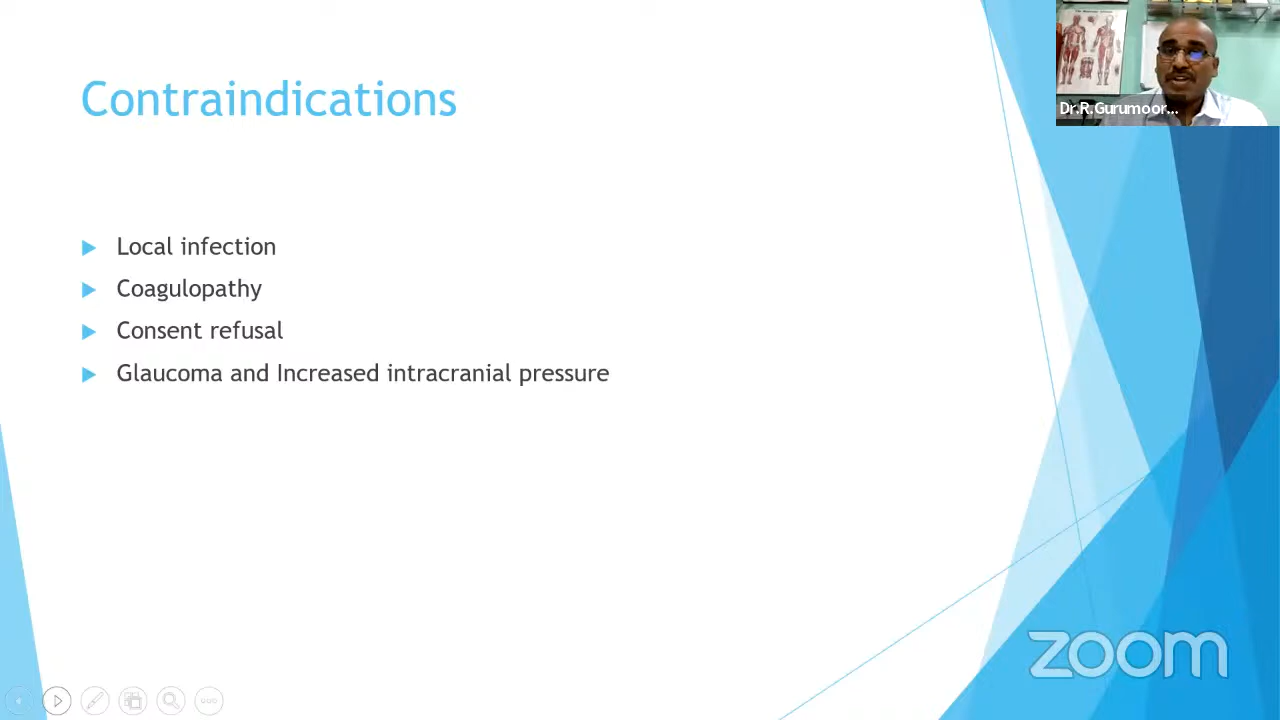 Contraindications
Dr.R.Gurumoor...
Local infection
Coagulopathy
Consent refusal
Glaucoma and Increased intracranial pressure
zoom